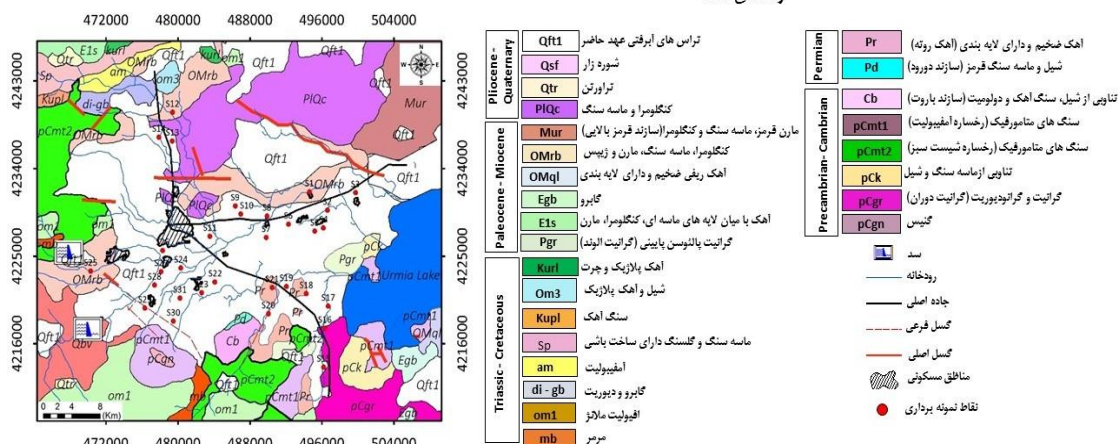 472000 480000 488000 496000 504000
4243000
4234000
4225000
4216000
Qft1
E1s
kurl
om1
Qtr
OMrb
Sp
am
om3
Kupl
di-gb
PlQc
Mur
pCmt2
S12
S14
S13
Qft1
OMrb
S1
S3
S9
S10
S8
S2
S11
S7
pCk
Pgr
pCmt1
Urmia Lake
S25
OMrb
Qft1
S24
S28
S22
S31
S30
S21
S19
S18
S17
S16
S20
Pr
Pd
Cb
Qbv
pCmt1
pCgn
pCmt2
om1
mb
pCk
pCgr
OMql
Egb
0 2 4 8
(Km)
472000 480000 488000 496000 504000
Pliocene - Quaternary
Qft1 تراس های آبرفتی عهد حاضر
Qsf شوره زار
Qtr تراورتن
PlQc کنگلومرا و ماسه سنگ
Paleocene - Miocene
Mur مارن قرمز، ماسه سنگ و کنگلومرا(سازند قرمز بالایی)
OMrb کنگلومرا، ماسه سنگ، مارن و ژیپس
OMql آهک ریفی ضخیم و دارای لایه بندی
Egb گابرو
E1s آهک با میان لایه های ماسه ای، کنگلومرا، مارن
Pgr گرانیت پالئوسن پایینی (گرانیت الوند)
Triassic - Cretaceous
Kurl آهک پلاژیک و چرت
Om3 شیل و آهک پلاژیک
Kupl سنگ آهک
Sp ماسه سنگ و گلسنگ دارای ساخت باشی
am آمفیبولیت
di - gb گابرو و دیوریت
om1 افیولیت ملانژ
mb مرمر
Permian
Pr آهک ضخیم و دارای لایه بندی (آهک روته)
Pd شیل و ماسه سنگ قرمز (سازند دورود)
Precambrian- Cambrian
Cb تناوبی از شیل، سنگ آهک و دولومیت (سازند باروت)
pCmt1 سنگ های متامورفیک (رخساره آمفیبولیت)
pCmt2 سنگ های متامورفیک (رخساره شیست سبز)
pCk تناوبی ازماسه سنگ و شیل
pCgr گرانیت و گرانودیوریت (گرانیت دوران)
pCgn گنیس
سد
رودخانه
جاده اصلی
گسل فرعی
گسل اصلی
مناطق مسکونی
نقاط نمونه برداری